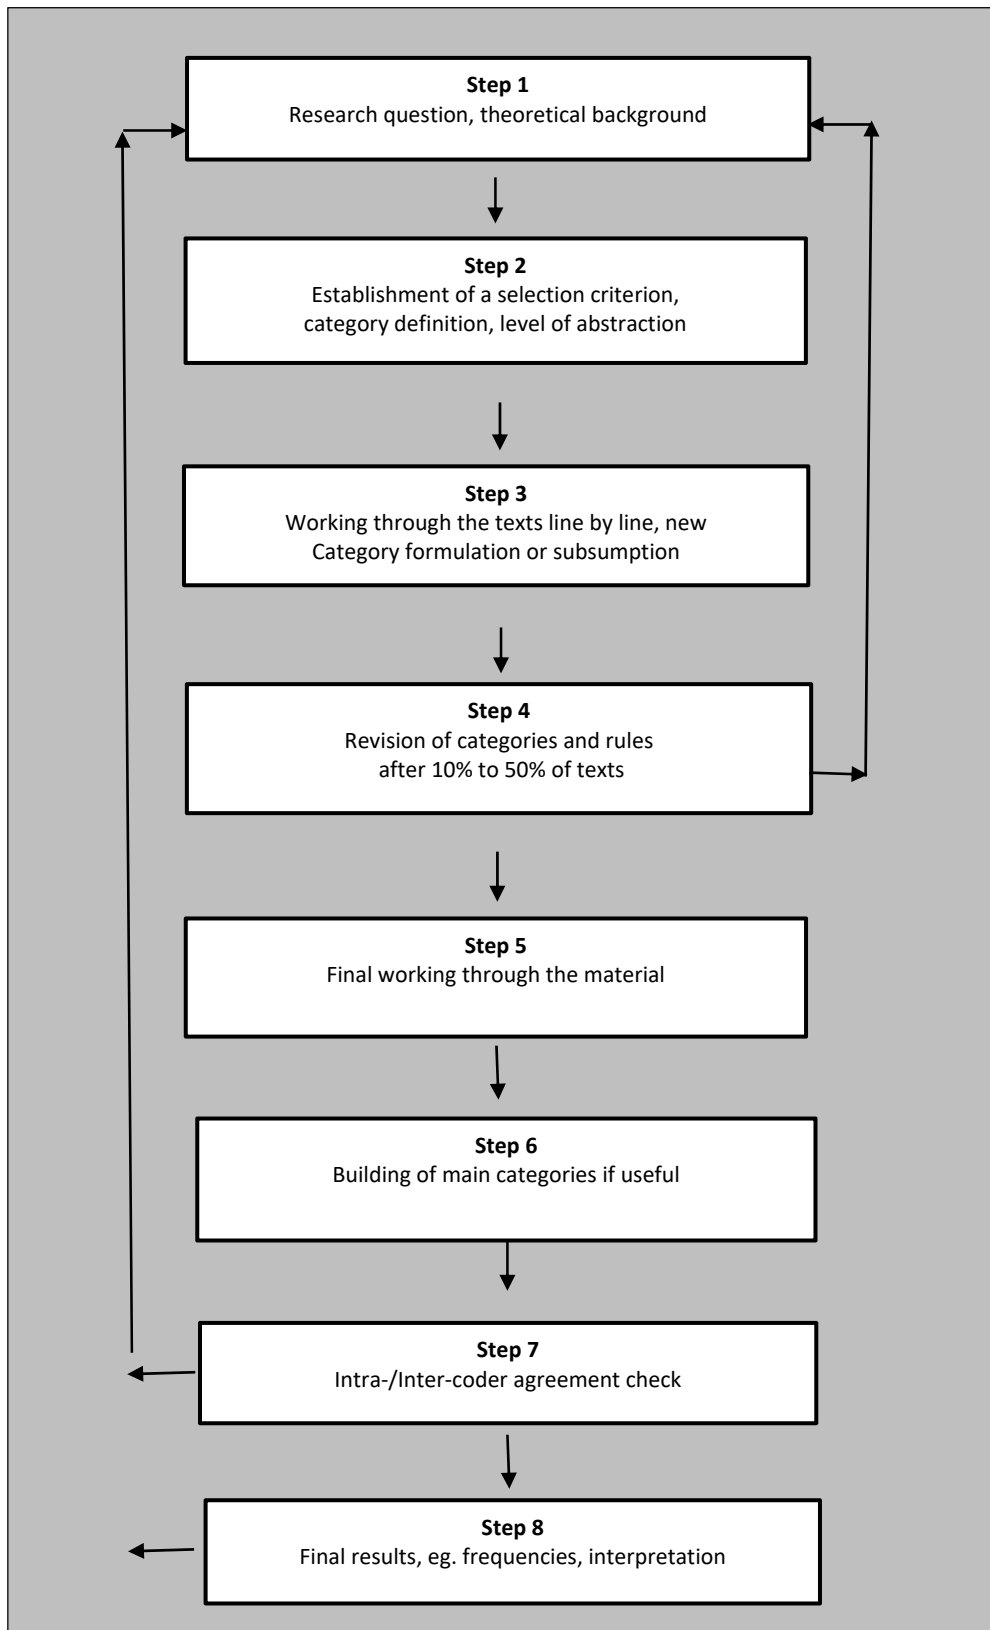 Step 1
Research question, theoretical background
Step 2
Establishment of a selection criterion,
category definition, level of abstraction
Step 3
Working through the texts line by line, new
Category formulation or subsumption
Step 4
Revision of categories and rules
after 10% to 50% of texts
Step 5
Final working through the material
Step 6
Building of main categories if useful
Step 7
Intra-/Inter-coder agreement check
Step 8
Final results, eg. frequencies, interpretation